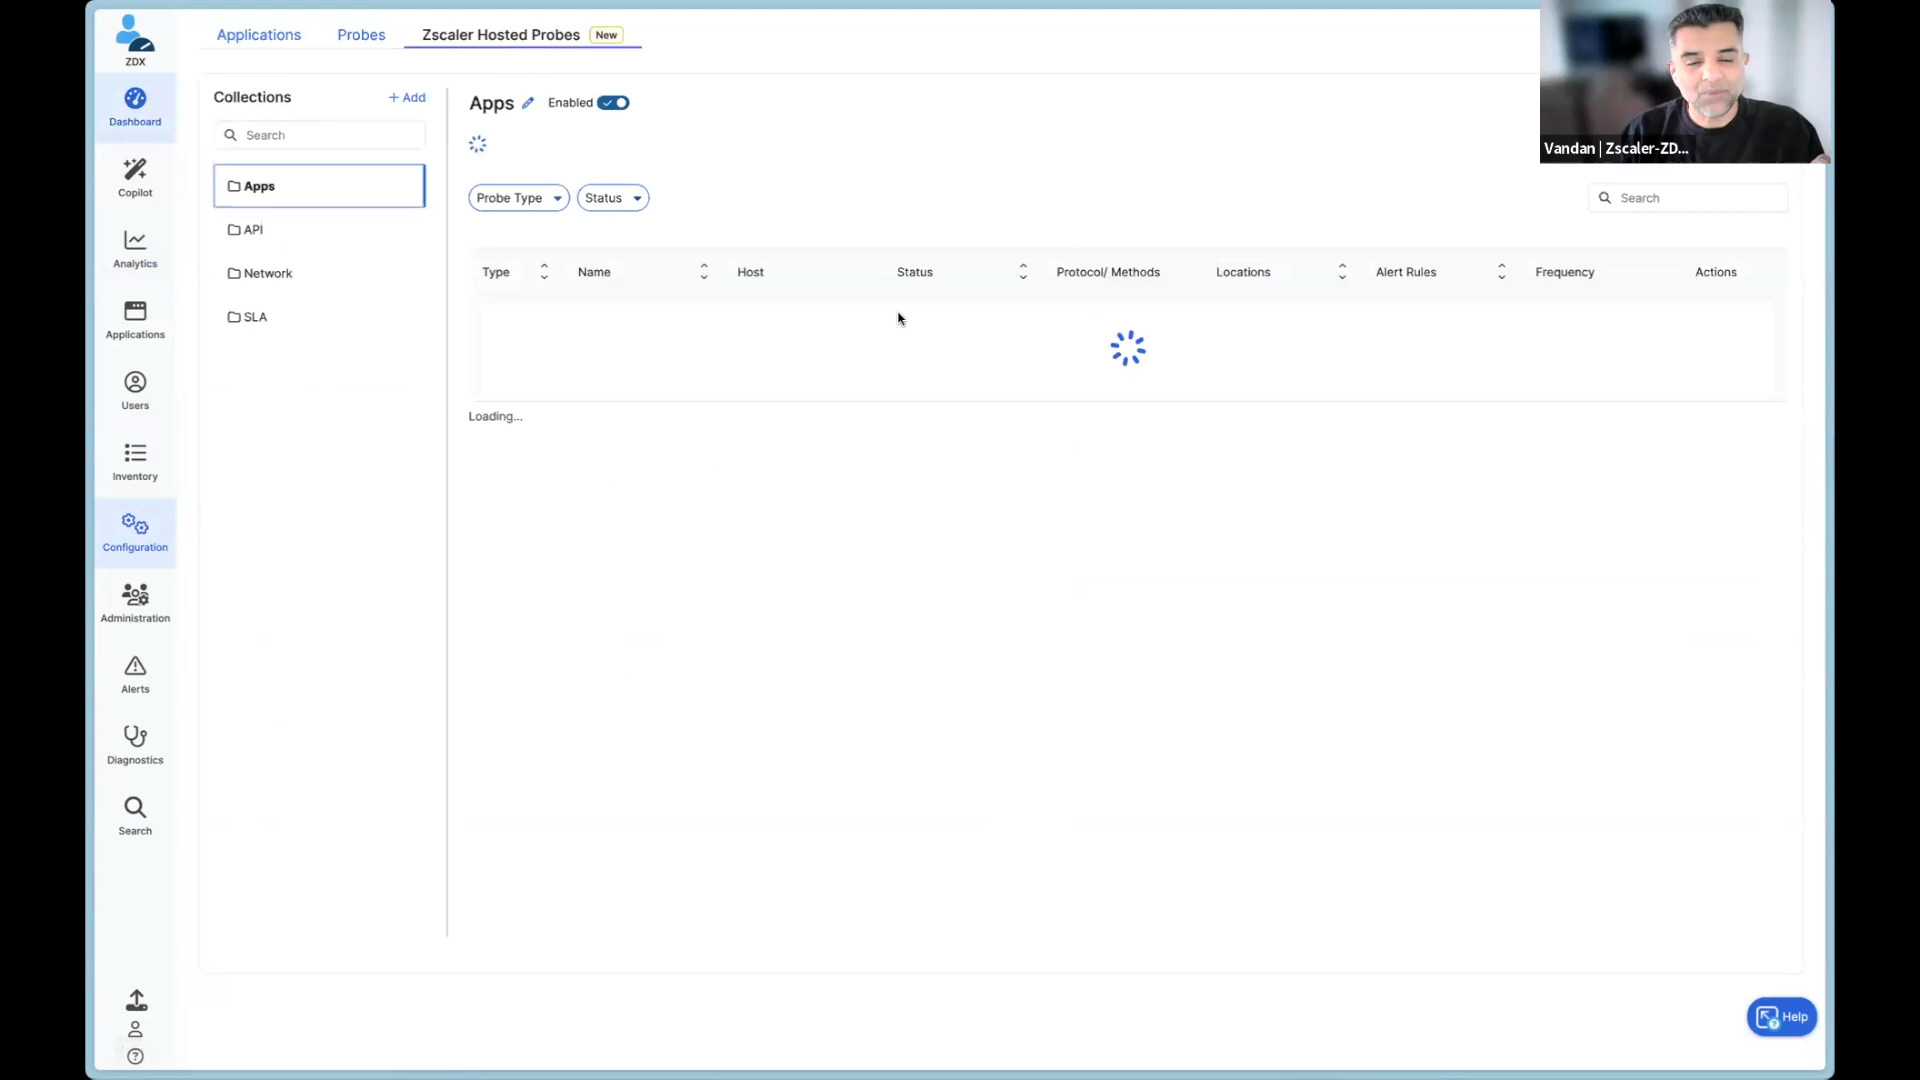 ZDX
Dashboard
Copilot
Analytics
Applications
Users
Inventory
Configuration
Administration
Alerts
Diagnostics
Search
Applications
Probes
Zscaler Hosted Probes New
Collections
+ Add
Search
Apps
API
Network
SLA
Apps
Enabled
Probe Type
Status
Search
Type
Name
Host
Status
Protocol/ Methods
Locations
Alert Rules
Frequency
Actions
Loading...
Vandan | Zscaler-ZD...
Help